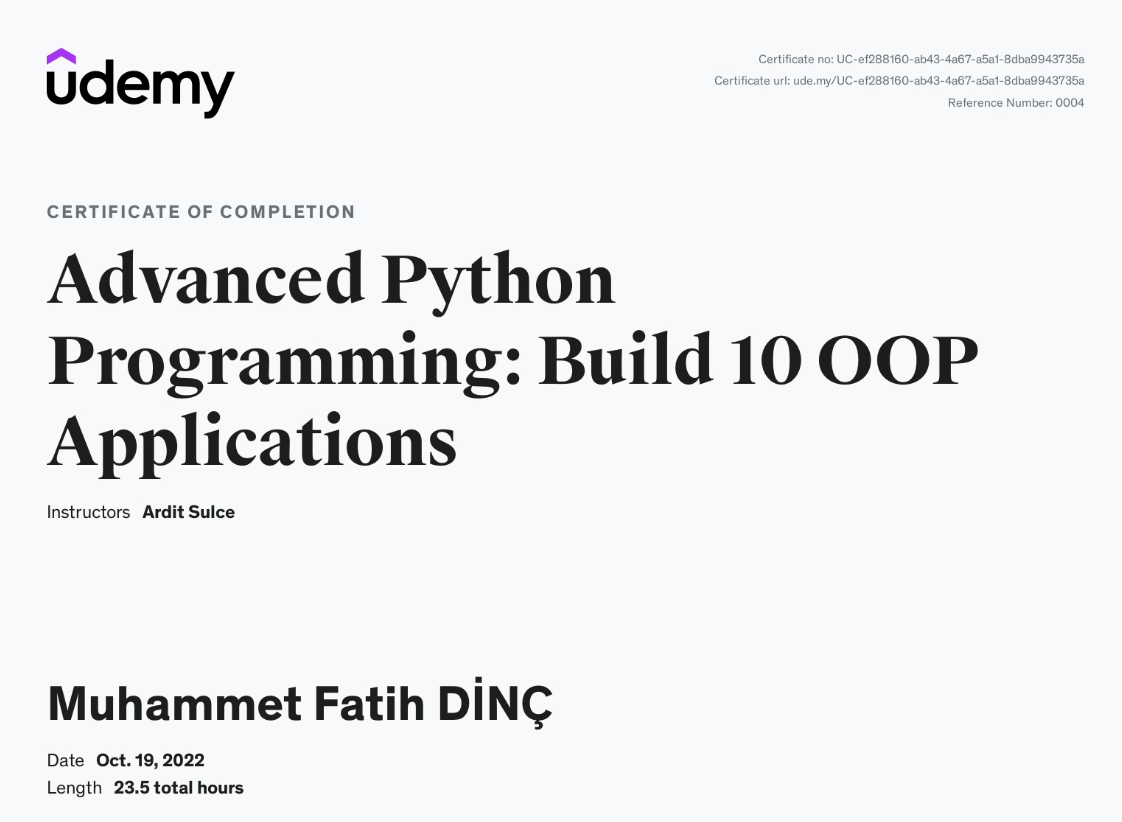 udemy
Certificate no: UC-ef288160-ab43-4a67-a5a1-8dba9943735a
Certificate url: ude.my/UC-ef288160-ab43-4a67-a5a1-8dba9943735a
Reference Number: 0004
CERTIFICATE OF COMPLETION
Advanced Python
Programming: Build 10 OOP
Applications
Instructors Ardit Sulce
Muhammet Fatih DİNÇ
Date Oct. 19, 2022
Length 23.5 total hours